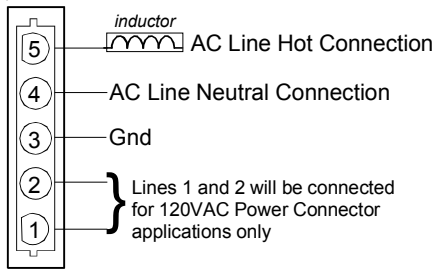 inductor
5 AC Line Hot Connection
4 AC Line Neutral Connection
3 Gnd
2
1
Lines 1 and 2 will be connected
for 120VAC Power Connector
applications only